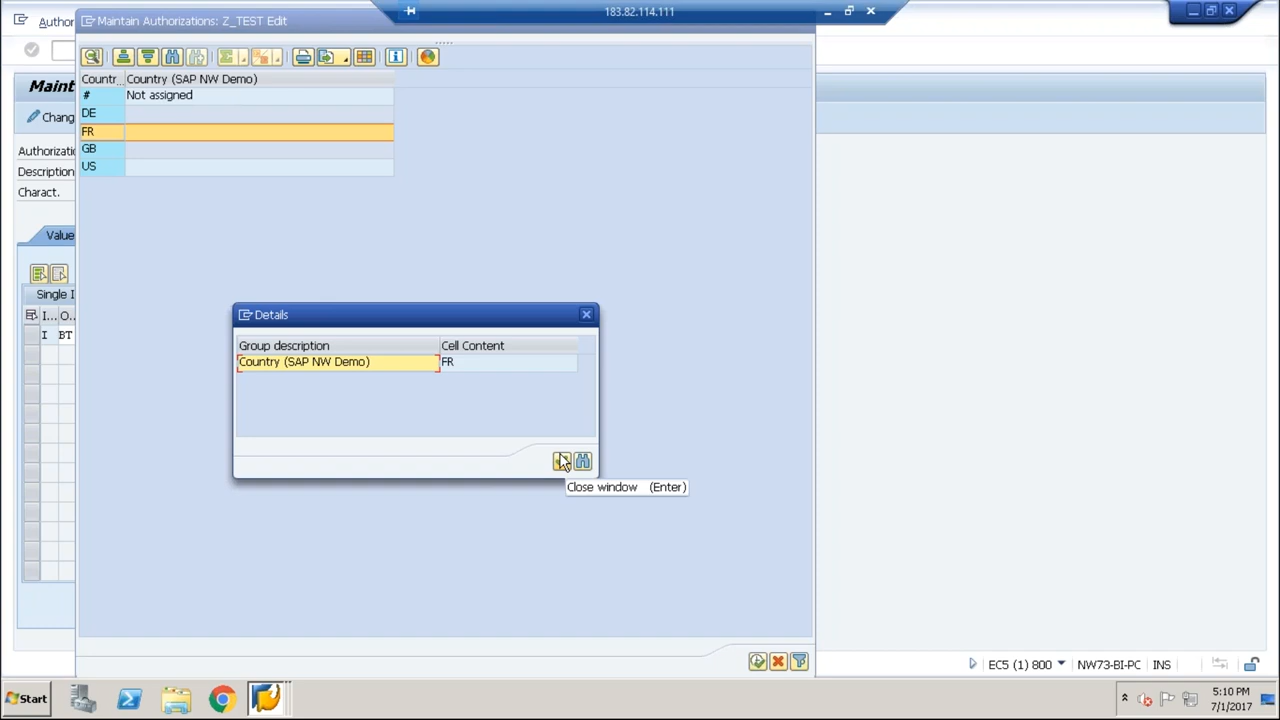 183.82.114.111
Author
Maintain Authorizations: Z_TEST Edit
Maint
Chang
Authorizati
Description
Charact.
Value
Single I
I... O..
I BT
Countr... Country (SAP NW Demo)
# Not assigned
DE
FR
GB
US
Details
Group description Cell Content
Country (SAP NW Demo) FR
Close window (Enter)
EC5 (1) 800 NW73-BI-PC INS
Start
5:10 PM
7/1/2017